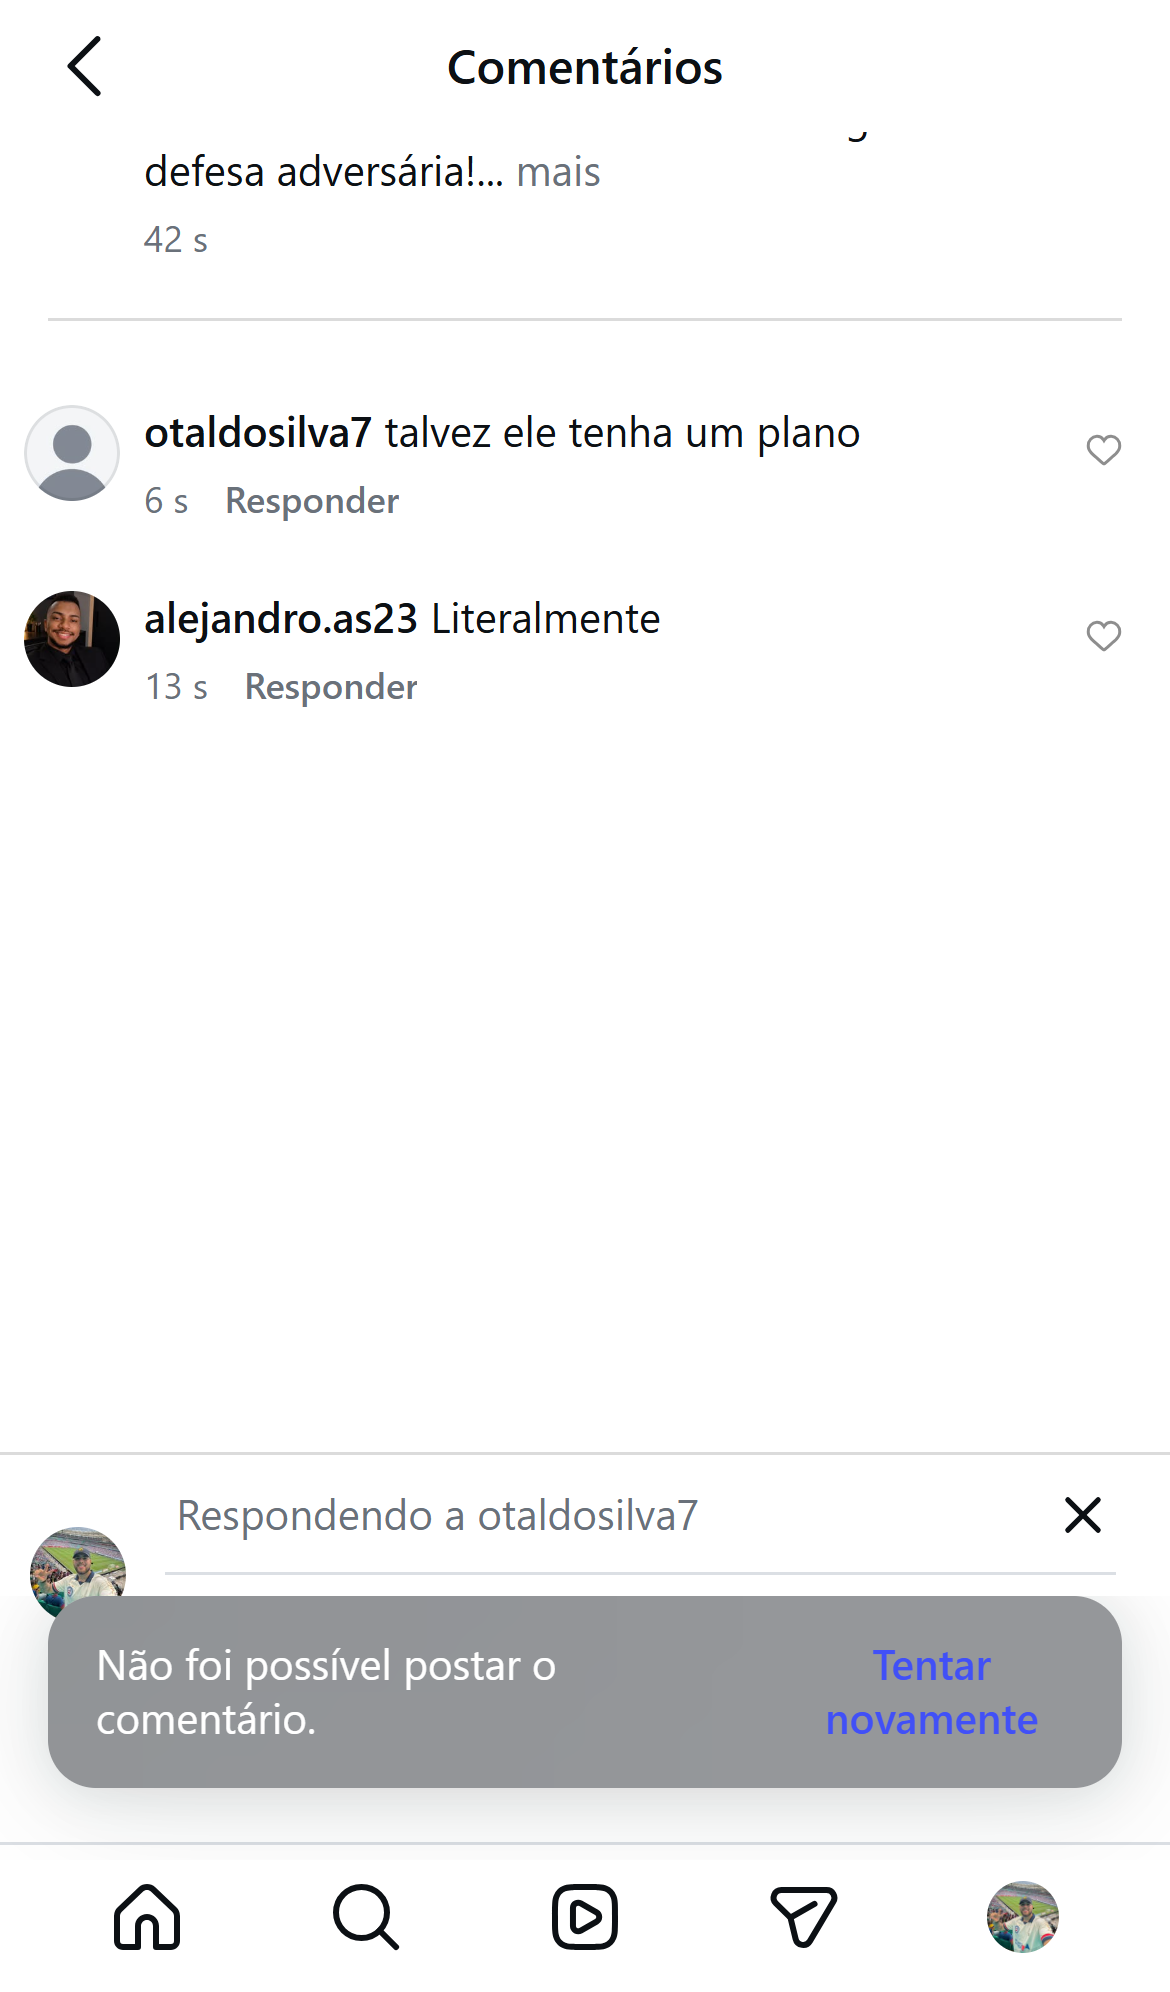 Comentários
defesa adversária!... mais
42 s
otaldosilva7 talvez ele tenha um plano
6 s Responder
alejandro.as23 Literalmente
13 s Responder
Respondendo a otaldosilva7
Não foi possível postar o
comentário.
Tentar
novamente